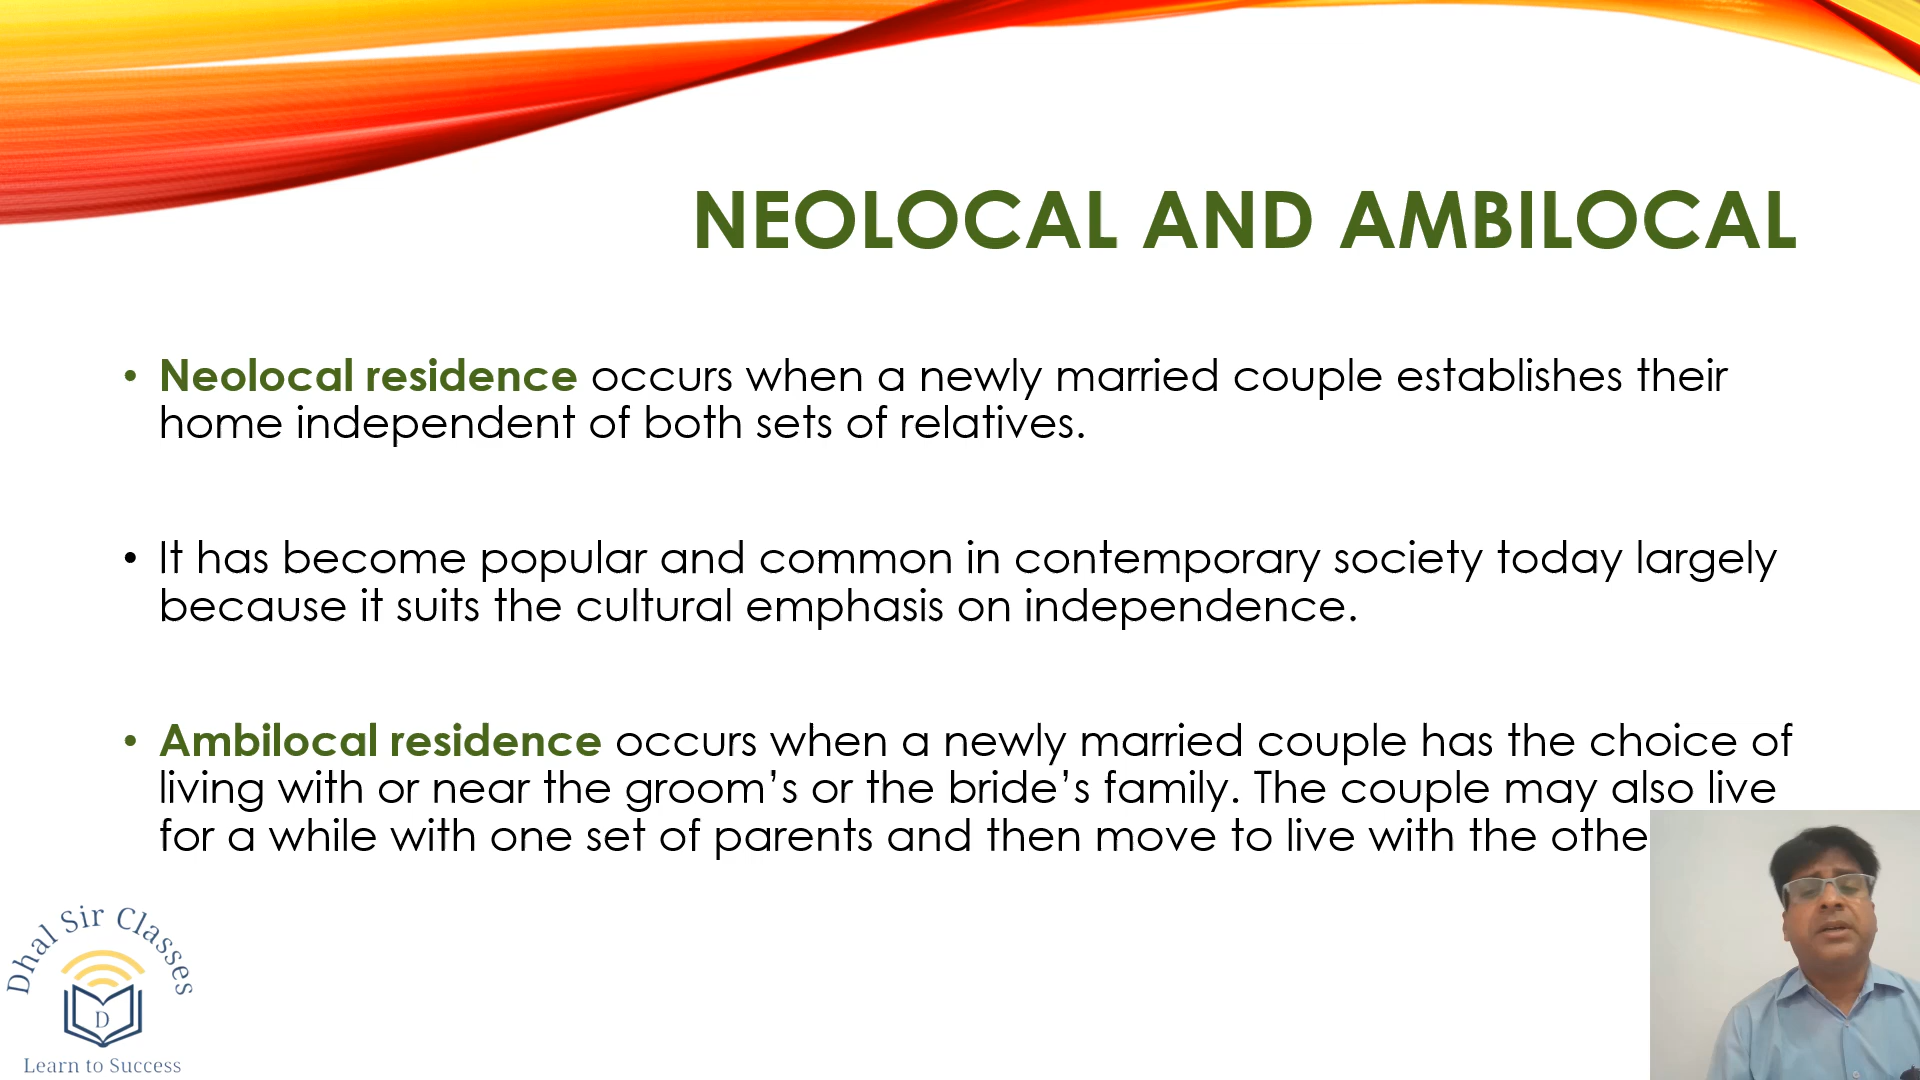 NEOLOCAL AND AMBILOCAL
• Neolocal residence occurs when a newly married couple establishes their
home independent of both sets of relatives.
• It has become popular and common in contemporary society today largely
because it suits the cultural emphasis on independence.
• Ambilocal residence occurs when a newly married couple has the choice of
living with or near the groom’s or the bride’s family. The couple may also live
for a while with one set of parents and then move to live with the othe
Dhal Sir Classes
D
Learn to Success